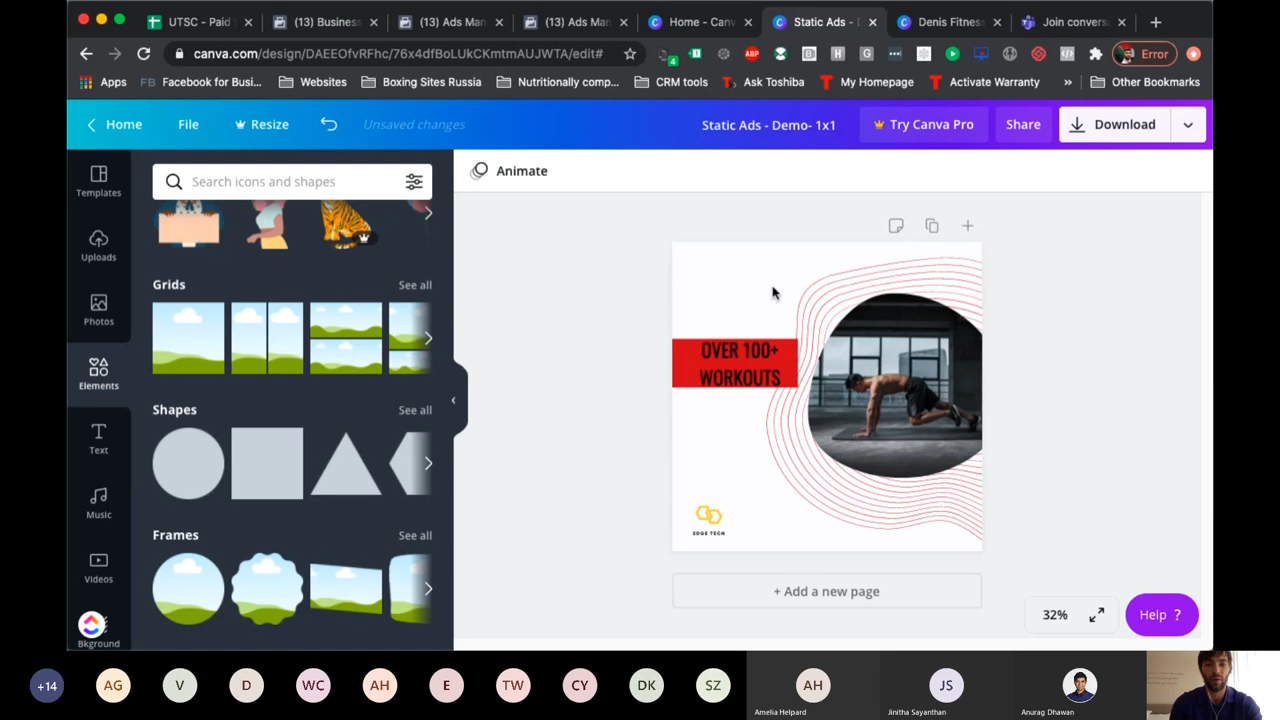 UTSC - Paid
(13) Business
(13) Ads Man
(13) Ads Man
Home - Canv
Static Ads - D
Denis Fitness
Join convers
canva.com/design/DAEEOfvRFhc/76x4dfBoLUkCKmtmAUJWTA/edit#
4
ABP
H
G
Error
Apps
FB Facebook for Busi...
Websites
Boxing Sites Russia
Nutritionally comp...
CRM tools
Ask Toshiba
My Homepage
Activate Warranty
»
Other Bookmarks
Home
File
Resize
Unsaved changes
Static Ads - Demo- 1x1
Try Canva Pro
Share
Download
Templates
Uploads
Photos
Elements
Text
Music
Videos
Bkground
Search icons and shapes
Grids
See all
Shapes
See all
Frames
See all
Animate
OVER 100+
WORKOUTS
EDGE TECH
+ Add a new page
32%
Help ?
+14
AG
V
D
WC
AH
E
TW
CY
DK
SZ
AH
Amelia Helpard
JS
Jinitha Sayanthan
Anurag Dhawan